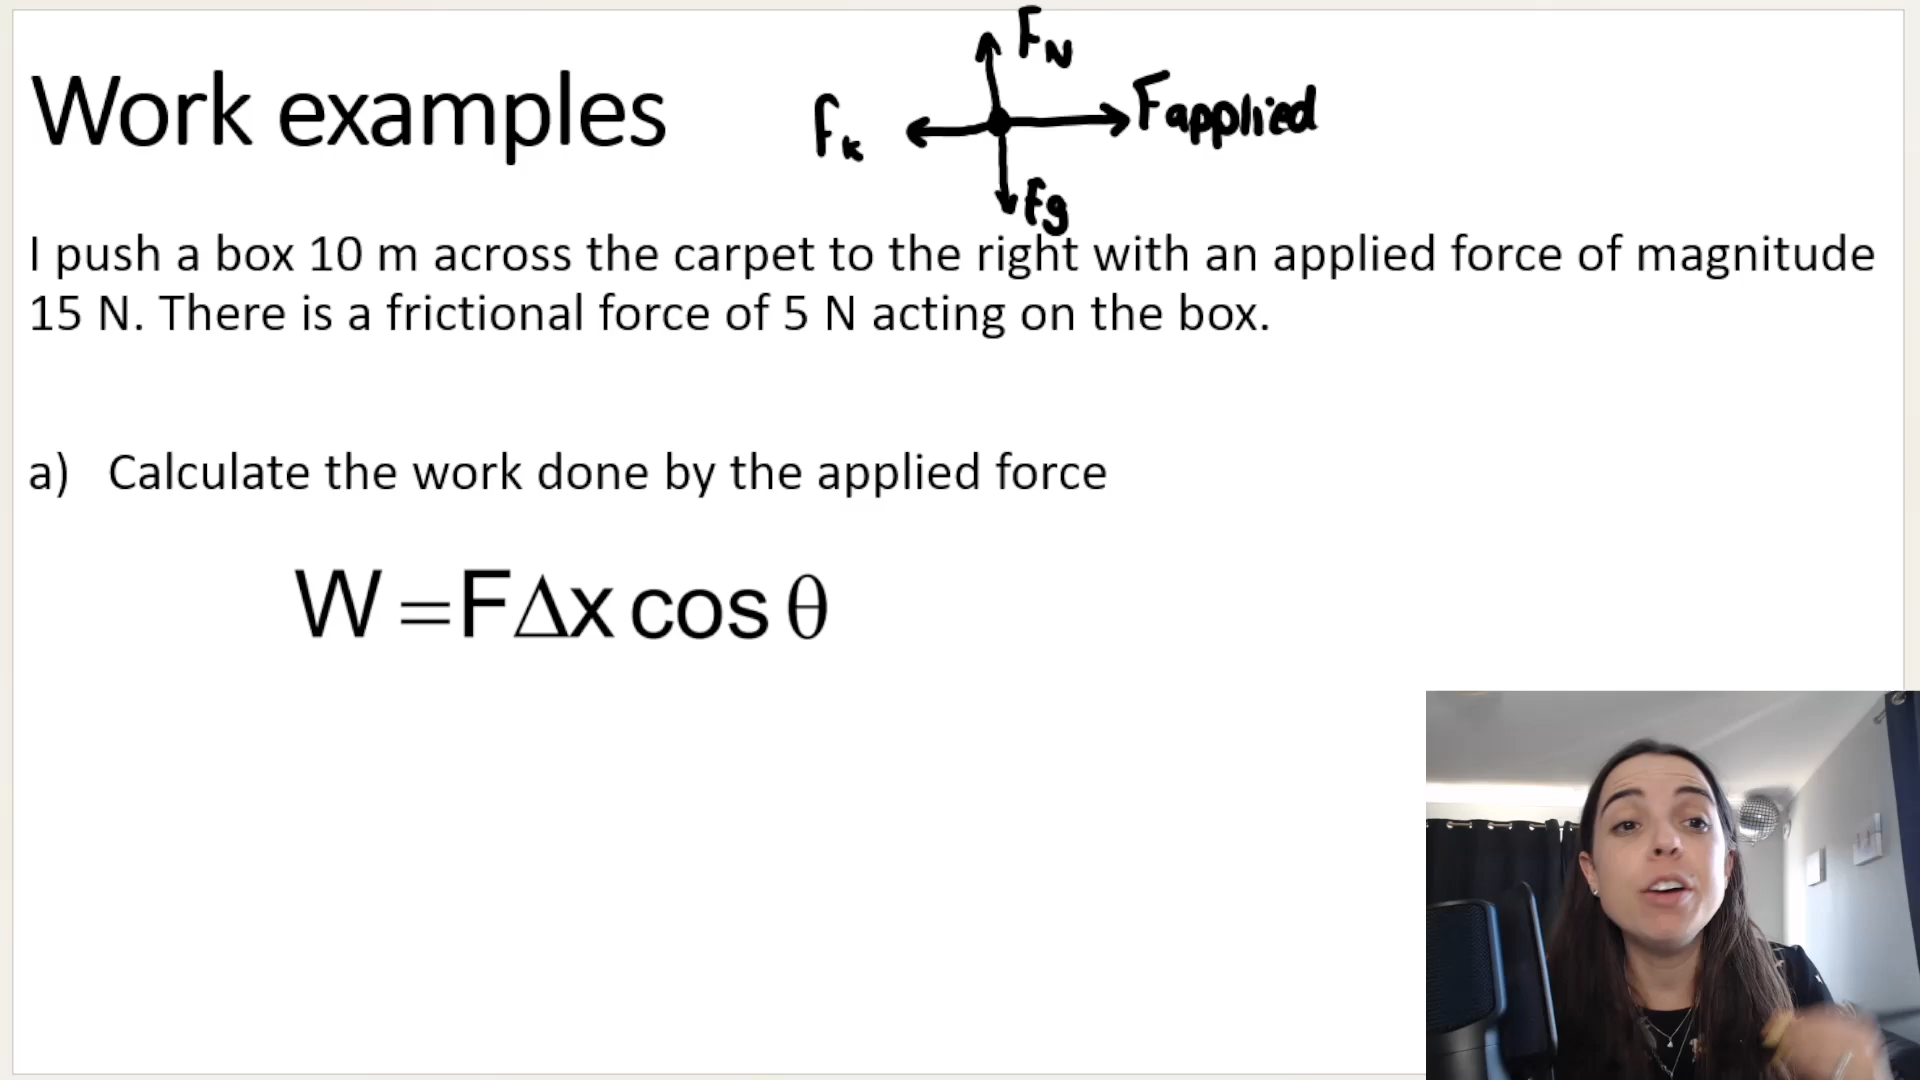 Work examples
F_N
f_k
Fapplied
Fg
I push a box 10 m across the carpet to the right with an applied force of magnitude
15 N. There is a frictional force of 5 N acting on the box.
a) Calculate the work done by the applied force
W = FΔx cos θ